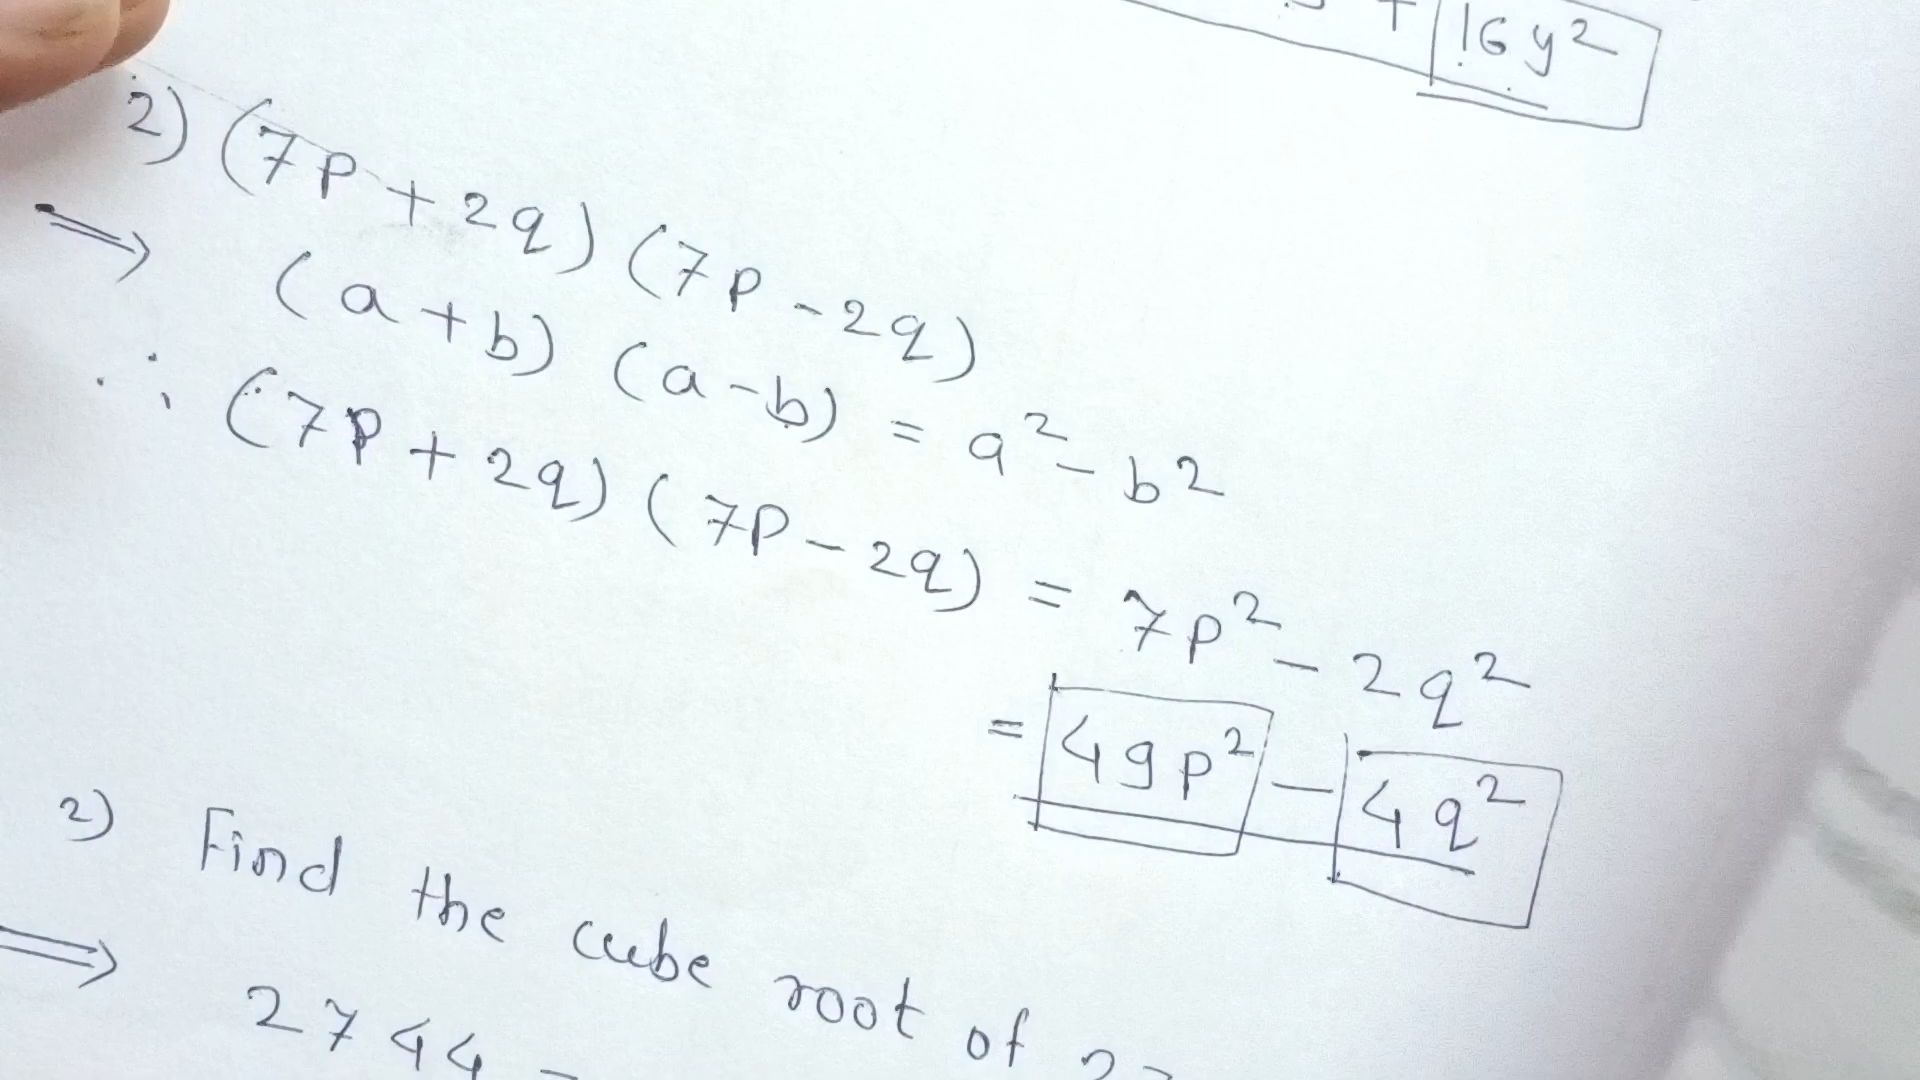 + 16y²
2) (7p + 2q) (7p - 2q)
⟹ (a + b) (a - b) = a² - b²
∴ (7p + 2q) (7p - 2q) = 7p² - 2q²
= 49p² - 4q²
2) Find the cube root of
⟹ 2744 =